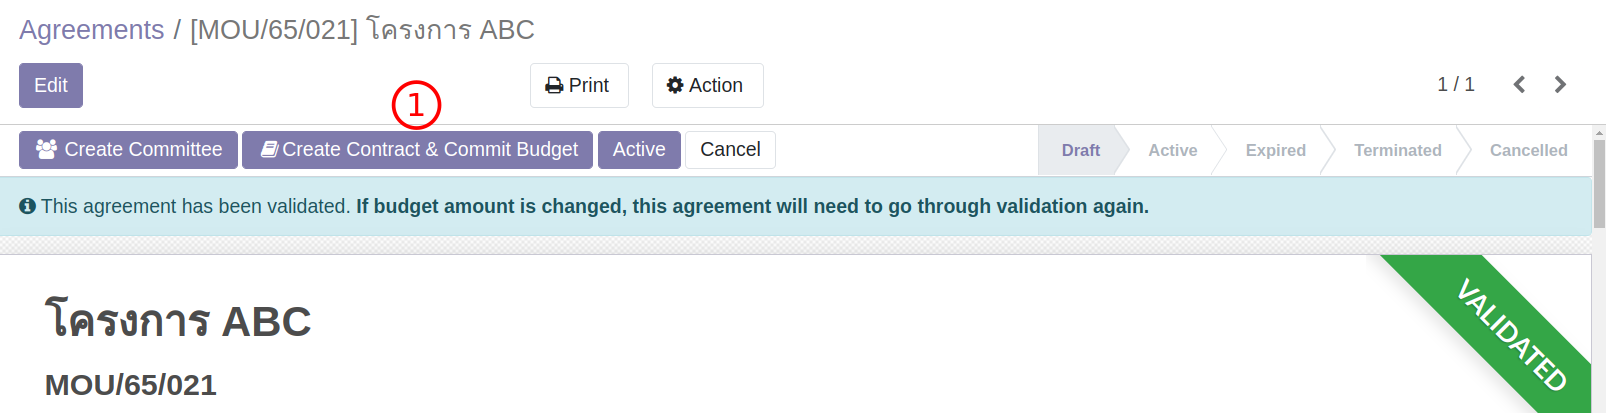 Agreements / [MOU/65/021] โครงการ ABC
Edit
Print
Action
1 / 1
1
Create Committee
Create Contract & Commit Budget
Active
Cancel
Draft
Active
Expired
Terminated
Cancelled
This agreement has been validated. If budget amount is changed, this agreement will need to go through validation again.
VALIDATED
โครงการ ABC
MOU/65/021